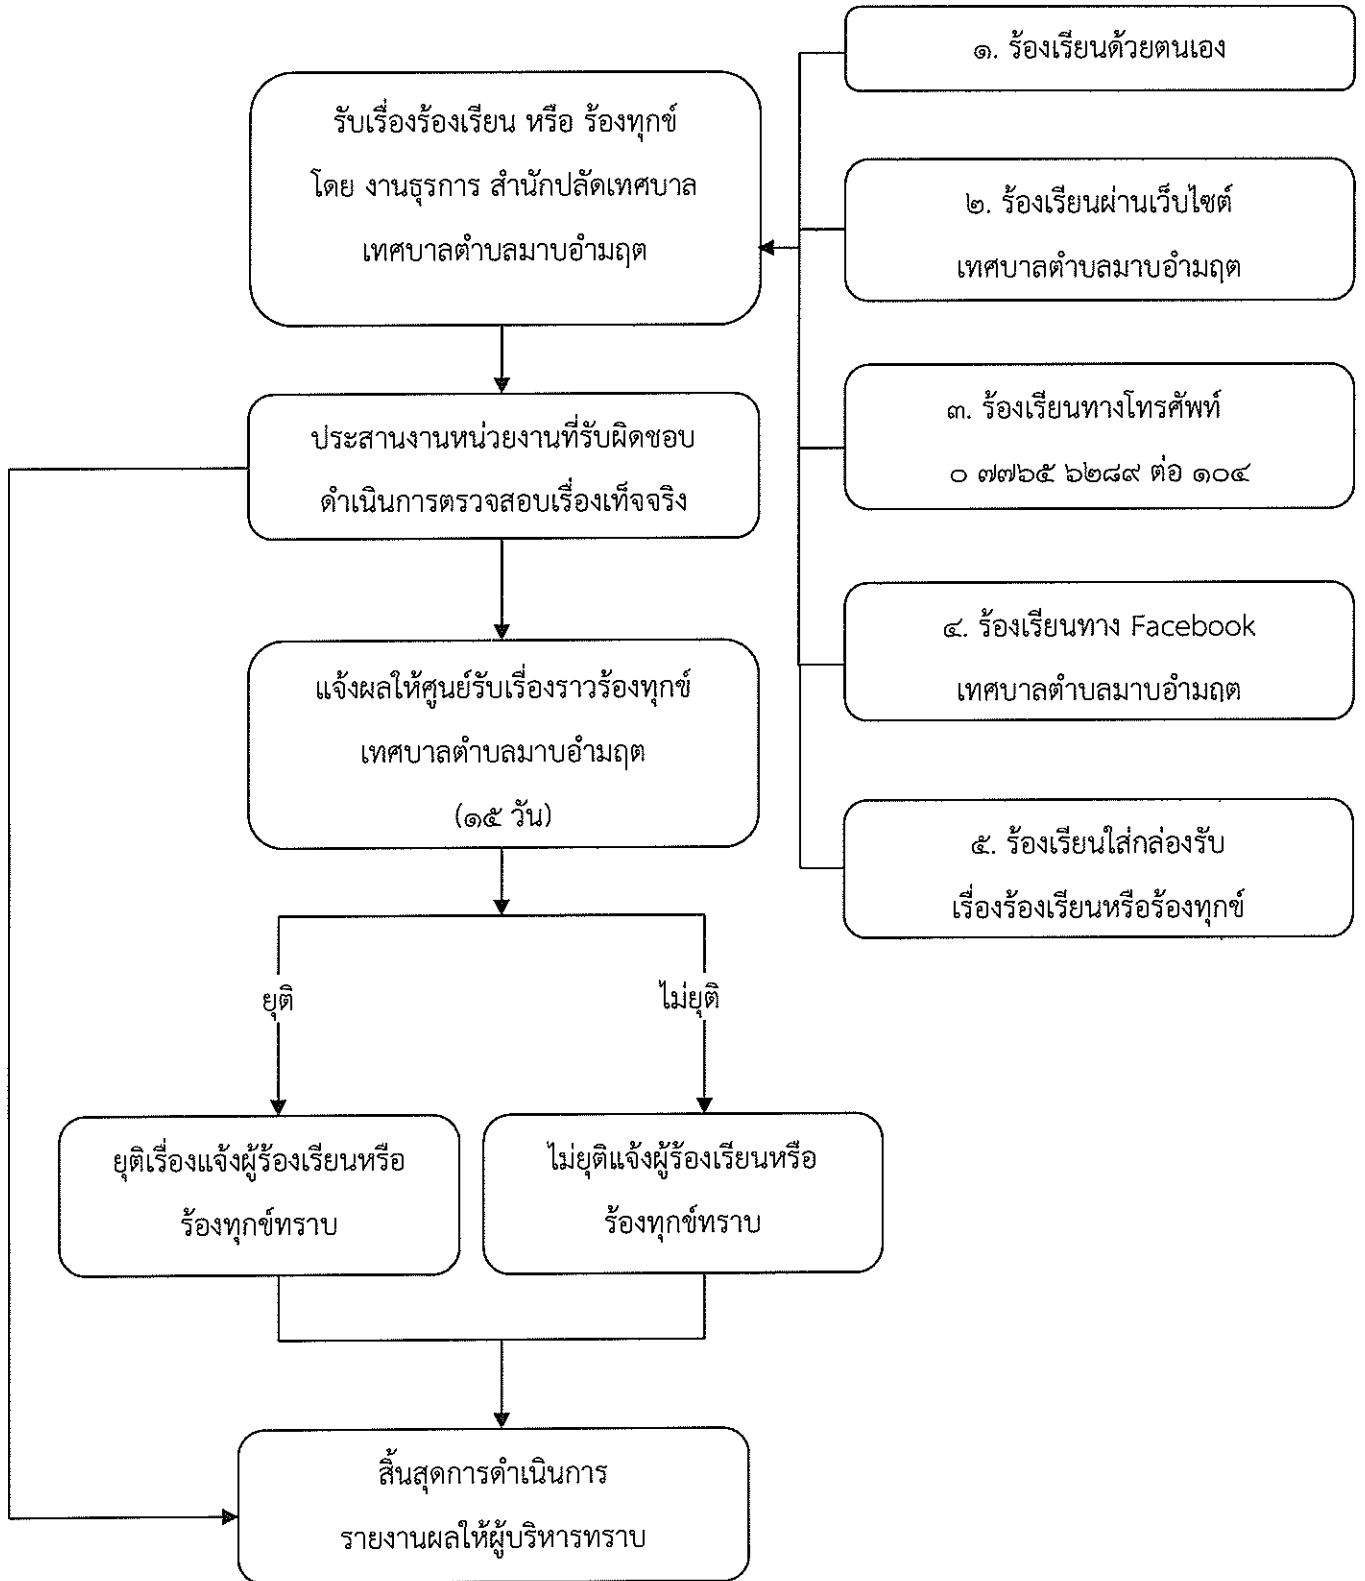 ๑. ร้องเรียนด้วยตนเอง
รับเรื่องร้องเรียน หรือ ร้องทุกข์
โดย งานธุรการ สำนักปลัดเทศบาล
เทศบาลตำบลมาบอำมฤต
๒. ร้องเรียนผ่านเว็บไซต์
เทศบาลตำบลมาบอำมฤต
๓. ร้องเรียนทางโทรศัพท์
๐ ๗๗๖๕ ๖๒๘๙ ต่อ ๑๐๔
ประสานงานหน่วยงานที่รับผิดชอบ
ดำเนินการตรวจสอบเรื่องเท็จจริง
๔. ร้องเรียนทาง Facebook
เทศบาลตำบลมาบอำมฤต
แจ้งผลให้ศูนย์รับเรื่องราวร้องทุกข์
เทศบาลตำบลมาบอำมฤต
(๑๕ วัน)
๕. ร้องเรียนใส่กล่องรับ
เรื่องร้องเรียนหรือร้องทุกข์
ยุติ
ไม่ยุติ
ยุติเรื่องแจ้งผู้ร้องเรียนหรือ
ร้องทุกข์ทราบ
ไม่ยุติแจ้งผู้ร้องเรียนหรือ
ร้องทุกข์ทราบ
สิ้นสุดการดำเนินการ
รายงานผลให้ผู้บริหารทราบ